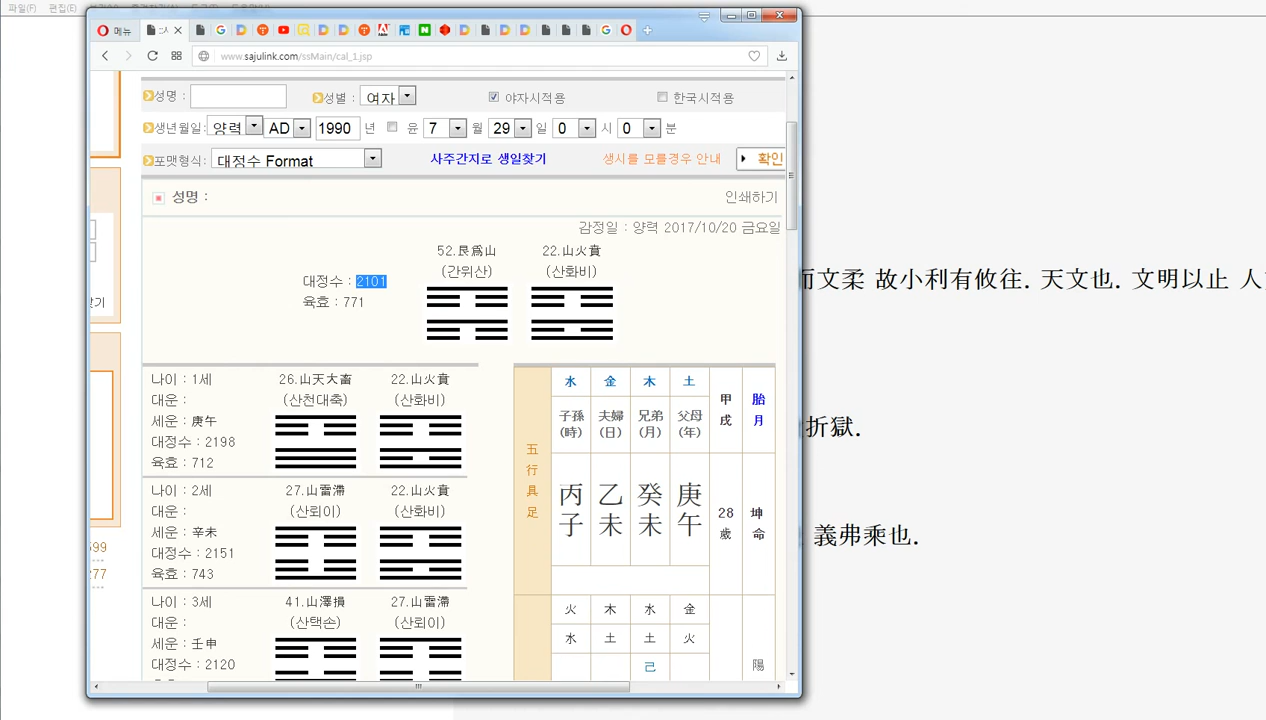 파일(F) 편집(E)
메뉴
www.sajulink.com/ssMain/cal_1.jsp
성명 : 성별 : 여자 야자시적용 한국시적용
생년월일: 양력 AD 1990 년 윤 7 월 29 일 0 시 0 분
포맷형식: 대정수 Format 사주간지로 생일찾기 생시를 모를경우 안내 확인
성명 : 인쇄하기
감정일 : 양력 2017/10/20 금요일
52.艮爲山 22.山火賁
(간위산) (산화비)
대정수 : 2101
육효 : 771
찾기
599
277
나이 : 1세 26.山天大畜 22.山火賁
대운 : (산천대축) (산화비)
세운 : 庚午
대정수 : 2198
육효 : 712
나이 : 2세 27.山雷滯 22.山火賁
대운 : (산뢰이) (산화비)
세운 : 辛未
대정수 : 2151
육효 : 743
나이 : 3세 41.山澤損 27.山雷滯
대운 : (산택손) (산뢰이)
세운 : 壬申
대정수 : 2120
五行具足
水 金 木 土 甲戌 胎月
子孫 夫婦 兄弟 父母
(時) (日) (月) (年)
丙 乙 癸 庚 28歲 坤命
子 未 未 午
火 木 水 金
水 土 土 火
己 陽
而文柔 故小利有攸往. 天文也. 文明以止 人
折獄.
義弗乘也.